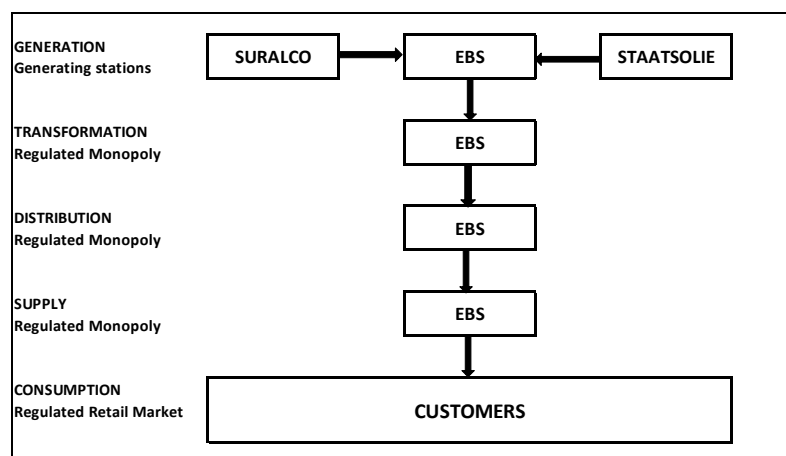 GENERATION
Generating stations
SURALCO
EBS
STAATSOLIE
TRANSFORMATION
Regulated Monopoly
EBS
DISTRIBUTION
Regulated Monopoly
EBS
SUPPLY
Regulated Monopoly
EBS
CONSUMPTION
Regulated Retail Market
CUSTOMERS